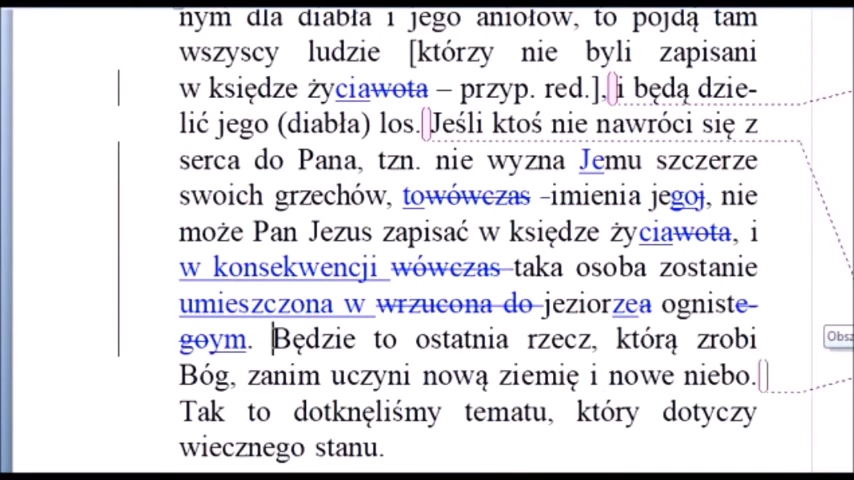 nym dla diabła i jego aniołów, to pójdą tam
wszyscy ludzie [którzy nie byli zapisani
w księdze życiawota – przyp. red.], i będą dzie-
lić jego (diabła) los. Jeśli ktoś nie nawróci się z
serca do Pana, tzn. nie wyzna Jemu szczerze
swoich grzechów, towówczas -imienia jegoj, nie
może Pan Jezus zapisać w księdze życiawota, i
w konsekwencji wówczas taka osoba zostanie
umieszczona w wrzucona do jeziorzea ogniste-
goym. Będzie to ostatnia rzecz, którą zrobi
Bóg, zanim uczyni nową ziemię i nowe niebo.
Tak to dotknęliśmy tematu, który dotyczy
wiecznego stanu.
Obsz